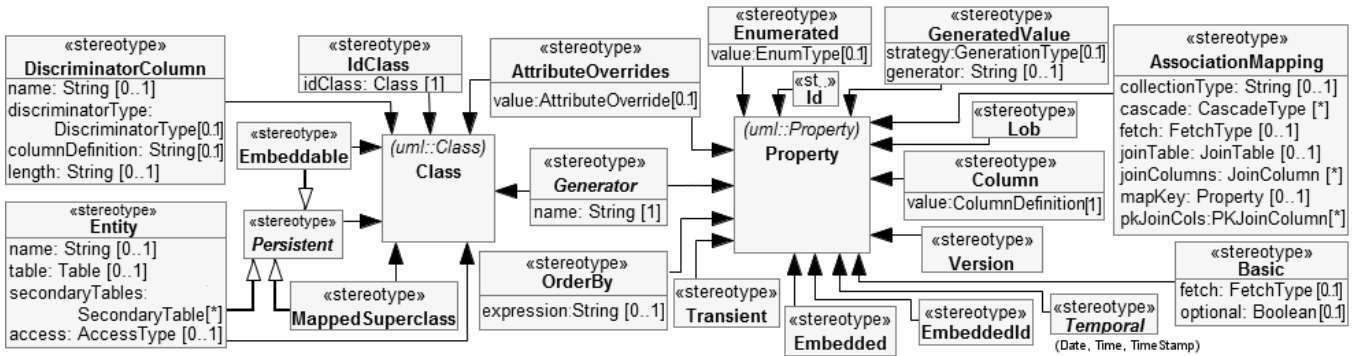 «stereotype»
DiscriminatorColumn
name: String [0..1]
discriminatorType:
DiscriminatorType[0.1]
columnDefinition: String[0.1]
length: String [0..1]
«stereotype»
IdClass
idClass: Class [1]
«stereotype»
AttributeOverrides
value:AttributeOverride[0.1]
«stereotype»
Enumerated
value:EnumType[0.1]
«st..»
Id
«stereotype»
GeneratedValue
strategy:GenerationType[0.1]
generator: String [0..1]
«stereotype»
AssociationMapping
collectionType: String [0..1]
cascade: CascadeType [*]
fetch: FetchType [0..1]
joinTable: JoinTable [0..1]
joinColumns: JoinColumn [*]
mapKey: Property [0..1]
pkJoinCols:PKJoinColumn[*]
«stereotype»
Embeddable
(uml::Class)
Class
(uml::Property)
Property
«stereotype»
Lob
«stereotype»
Generator
name: String [1]
«stereotype»
Column
value:ColumnDefinition[1]
«stereotype»
Entity
name: String [0..1]
table: Table [0..1]
secondaryTables:
SecondaryTable[*]
access: AccessType [0..1]
«stereotype»
Persistent
«stereotype»
MappedSuperclass
«stereotype»
OrderBy
expression:String [0..1]
«stereotype»
Transient
«stereotype»
Embedded
«stereotype»
EmbeddedId
«stereotype»
Temporal
(Date, Time, TimeStamp)
«stereotype»
Version
«stereotype»
Basic
fetch: FetchType [0.1]
optional: Boolean[0.1]